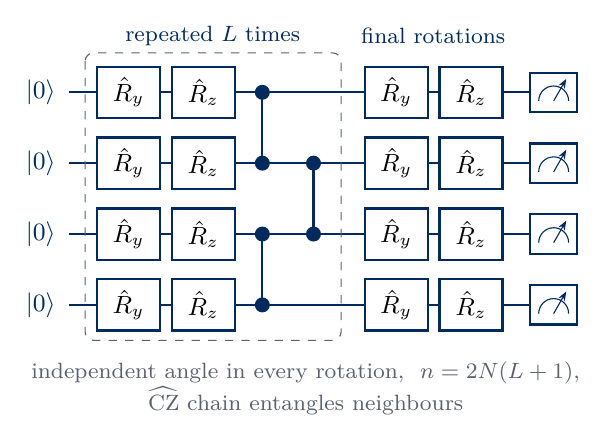 repeated L times final rotations
|0⟩ R̂y R̂z R̂y R̂z
|0⟩ R̂y R̂z R̂y R̂z
|0⟩ R̂y R̂z R̂y R̂z
|0⟩ R̂y R̂z R̂y R̂z
independent angle in every rotation, n = 2N(L + 1),
ĈZ chain entangles neighbours